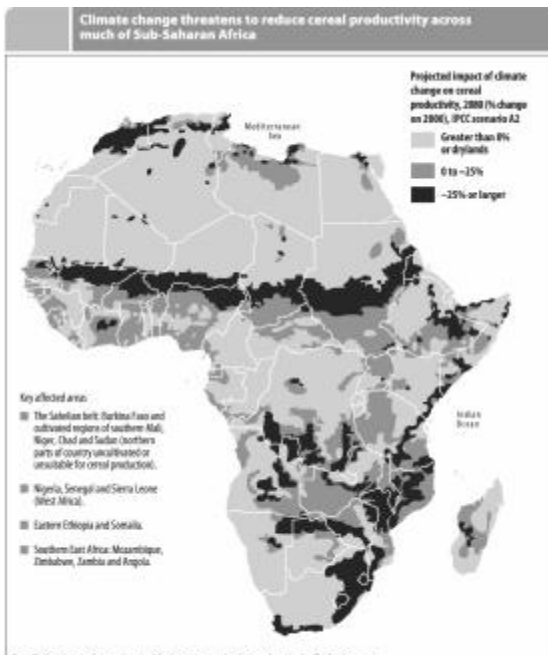 Climate change threatens to reduce cereal productivity across
much of Sub-Saharan Africa
Projected impact of climate
change on cereal
productivity, 2080 (% change
on 2000), IPCC scenario A2
Greater than 0%
or drylands
0 to –25%
–25% or larger
Mediterranean
Sea
Indian
Ocean
Key affected areas
The Sahelian belt: Burkina Faso and
cultivated regions of southern Mali,
Niger, Chad and Sudan (northern
parts of country uncultivated or
unsuitable for cereal production).
Nigeria, Senegal and Sierra Leone
(West Africa).
Eastern Ethiopia and Somalia.
Southern East Africa: Mozambique,
Zimbabwe, Zambia and Angola.